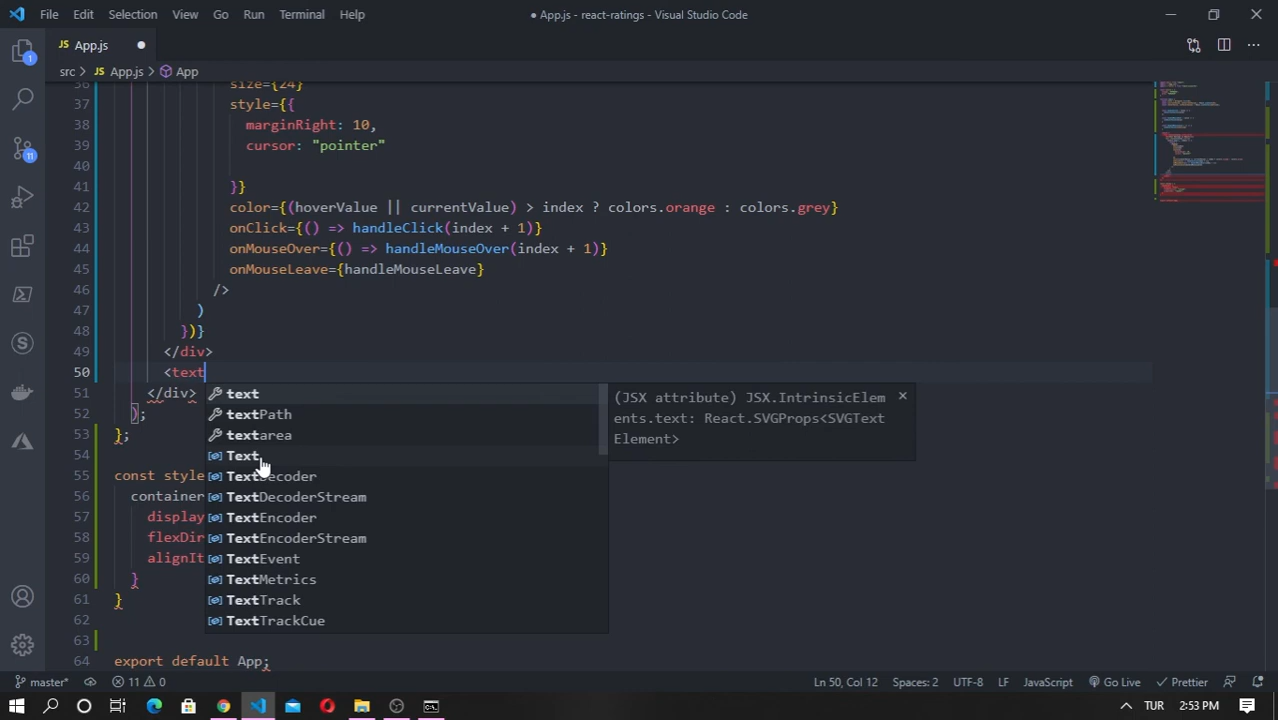 File Edit Selection View Go Run Terminal Help
● App.js - react-ratings - Visual Studio Code
JS App.js
src > JS App.js > App
36 size={24}
37 style={{
38 marginRight: 10,
39 cursor: "pointer"
40
41 }}
42 color={(hoverValue || currentValue) > index ? colors.orange : colors.grey}
43 onClick={() => handleClick(index + 1)}
44 onMouseOver={() => handleMouseOver(index + 1)}
45 onMouseLeave={handleMouseLeave}
46 />
47 )
48 })}
49 </div>
50 <text
51 </div>
52 );
53 };
54
55 const style
56 container
57 display
58 flexDir
59 alignIt
60 }
61 }
62
63
64 export default App;
text
textPath
textarea
Text
TextDecoder
TextDecoderStream
TextEncoder
TextEncoderStream
TextEvent
TextMetrics
TextTrack
TextTrackCue
(JSX attribute) JSX.IntrinsicElem
ents.text: React.SVGProps<SVGText
Element>
1
11
master* 11 0 Ln 50, Col 12 Spaces: 2 UTF-8 LF JavaScript Go Live Prettier
TUR 2:53 PM